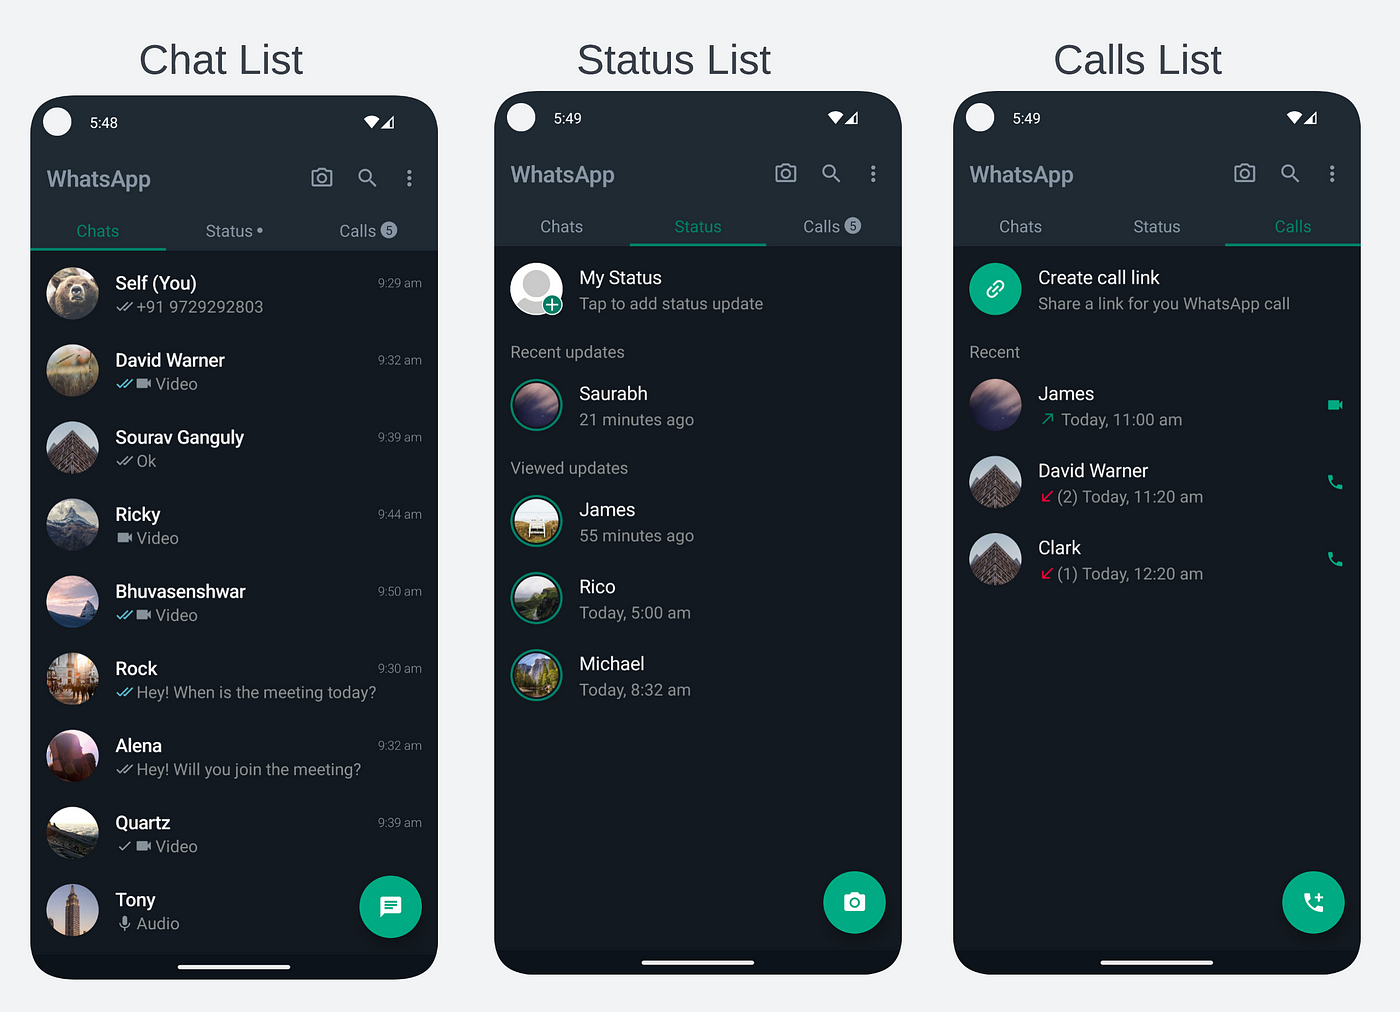 Chat List
5:48
WhatsApp
Chats Status • Calls 5
Self (You) 9:29 am
+91 9729292803
David Warner 9:32 am
Video
Sourav Ganguly 9:39 am
Ok
Ricky 9:44 am
Video
Bhuvasenshwar 9:50 am
Video
Rock 9:30 am
Hey! When is the meeting today?
Alena 9:32 am
Hey! Will you join the meeting?
Quartz 9:39 am
Video
Tony
Audio
Status List
5:49
WhatsApp
Chats Status Calls 5
My Status
Tap to add status update
Recent updates
Saurabh
21 minutes ago
Viewed updates
James
55 minutes ago
Rico
Today, 5:00 am
Michael
Today, 8:32 am
Calls List
5:49
WhatsApp
Chats Status Calls
Create call link
Share a link for you WhatsApp call
Recent
James
Today, 11:00 am
David Warner
(2) Today, 11:20 am
Clark
(1) Today, 12:20 am